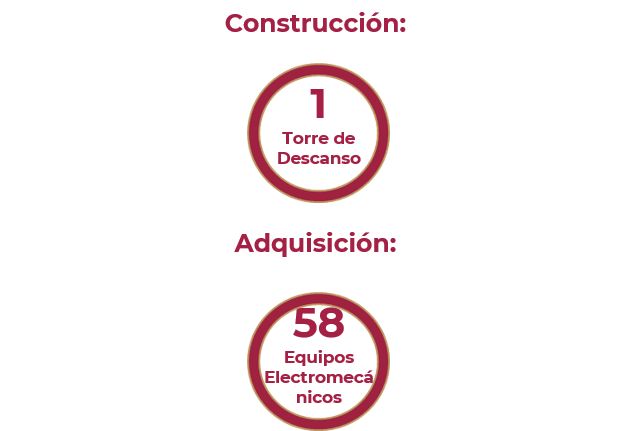 Construcción:
1
Torre de
Descanso
Adquisición:
58
Equipos
Electromecá
nicos